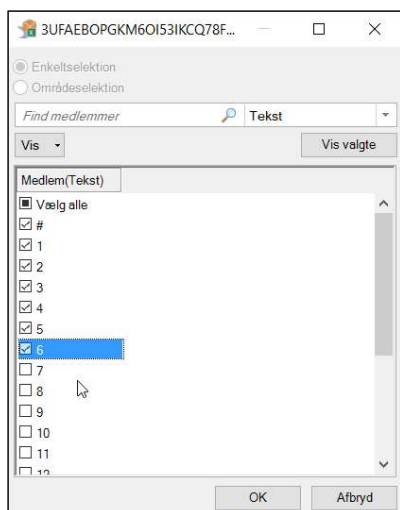 3UFAEBOPGKM6OI53IKCQ78F...
Enkeltselektion
Områdeselektion
Find medlemmer Tekst
Vis Vis valgte
Medlem(Tekst)
Vælg alle
#
1
2
3
4
5
6
7
8
9
10
11
12
OK Afbryd